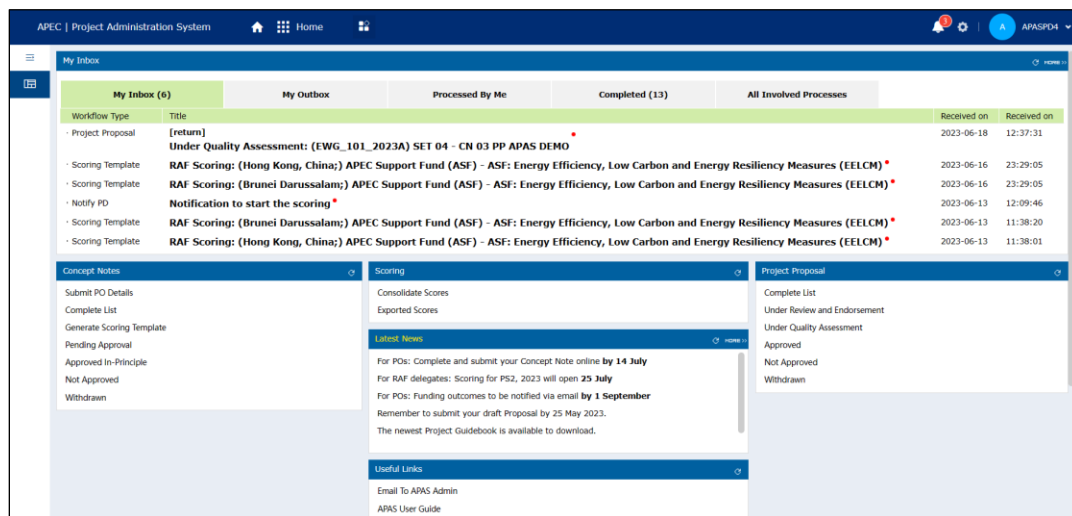 APEC | Project Administration System
Home
3
A
APASPD4
My Inbox
HOME
My Inbox (6)
My Outbox
Processed By Me
Completed (13)
All Involved Processes
Workflow Type Title Received on Received on
Project Proposal [return] 2023-06-18 12:37:31
Under Quality Assessment: (EWG_101_2023A) SET 04 - CN 03 PP APAS DEMO
Scoring Template RAF Scoring: (Hong Kong, China;) APEC Support Fund (ASF) - ASF: Energy Efficiency, Low Carbon and Energy Resiliency Measures (EELCM) 2023-06-16 23:29:05
Scoring Template RAF Scoring: (Brunei Darussalam;) APEC Support Fund (ASF) - ASF: Energy Efficiency, Low Carbon and Energy Resiliency Measures (EELCM) 2023-06-16 23:29:05
Notify PD Notification to start the scoring 2023-06-13 12:09:46
Scoring Template RAF Scoring: (Brunei Darussalam;) APEC Support Fund (ASF) - ASF: Energy Efficiency, Low Carbon and Energy Resiliency Measures (EELCM) 2023-06-13 11:38:20
Scoring Template RAF Scoring: (Hong Kong, China;) APEC Support Fund (ASF) - ASF: Energy Efficiency, Low Carbon and Energy Resiliency Measures (EELCM) 2023-06-13 11:38:01
Concept Notes
Submit PO Details
Complete List
Generate Scoring Template
Pending Approval
Approved In-Principle
Not Approved
Withdrawn
Scoring
Consolidate Scores
Exported Scores
Latest News
HOME
For POs: Complete and submit your Concept Note online by 14 July
For RAF delegates: Scoring for PS2, 2023 will open 25 July
For POs: Funding outcomes to be notified via email by 1 September
Remember to submit your draft Proposal by 25 May 2023.
The newest Project Guidebook is available to download.
Useful Links
Email To APAS Admin
APAS User Guide
Project Proposal
Complete List
Under Review and Endorsement
Under Quality Assessment
Approved
Not Approved
Withdrawn